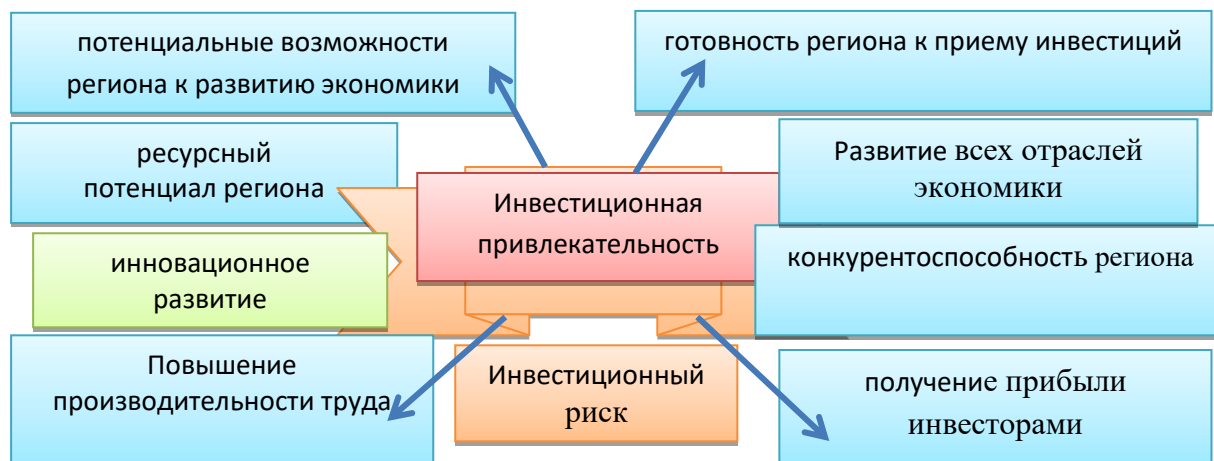 потенциальные возможности
региона к развитию экономики
готовность региона к приему инвестиций
ресурсный
потенциал региона
Инвестиционная
привлекательность
Развитие всех отраслей
экономики
инновационное
развитие
конкурентоспособность региона
Повышение
производительности труда
Инвестиционный
риск
получение прибыли
инвесторами